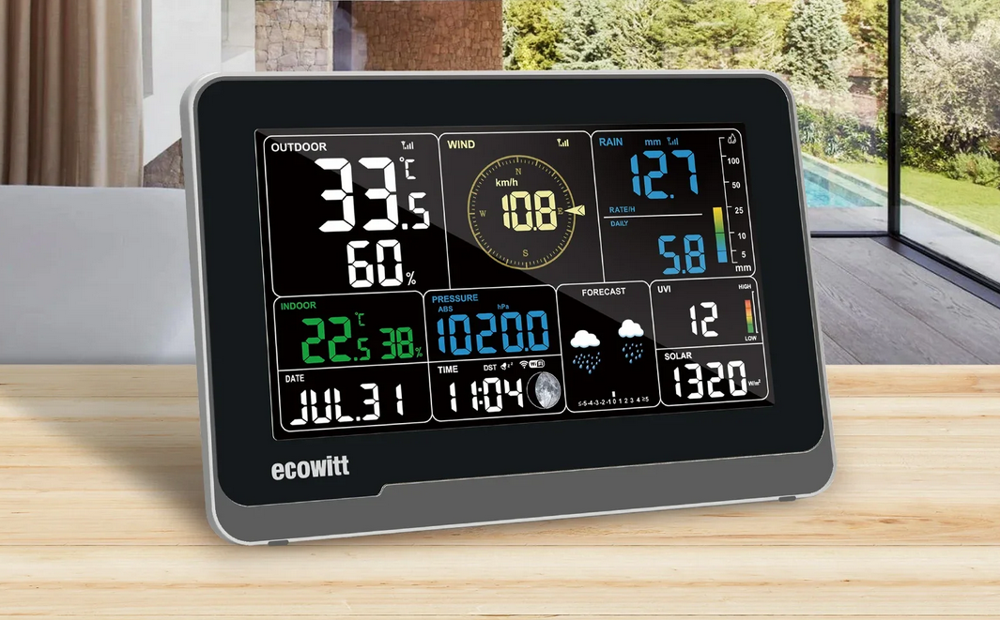 OUTDOOR
33.5 °C
60%
WIND
km/h
N
10.8
W
E
S
RAIN mm
12.7
RATE/H
DAILY
5.8
100
50
25
10
5
mm
INDOOR
22.5 °C 38%
PRESSURE
ABS hPa
1020.0
FORECAST
≤-5-4-3-2-1 0 1 2 3 4 ≥5
UVI
HIGH
12
LOW
DATE
JUL.31
TIME DST zzz WiFi
11:04
SOLAR
1320 W/m²
ecowitt